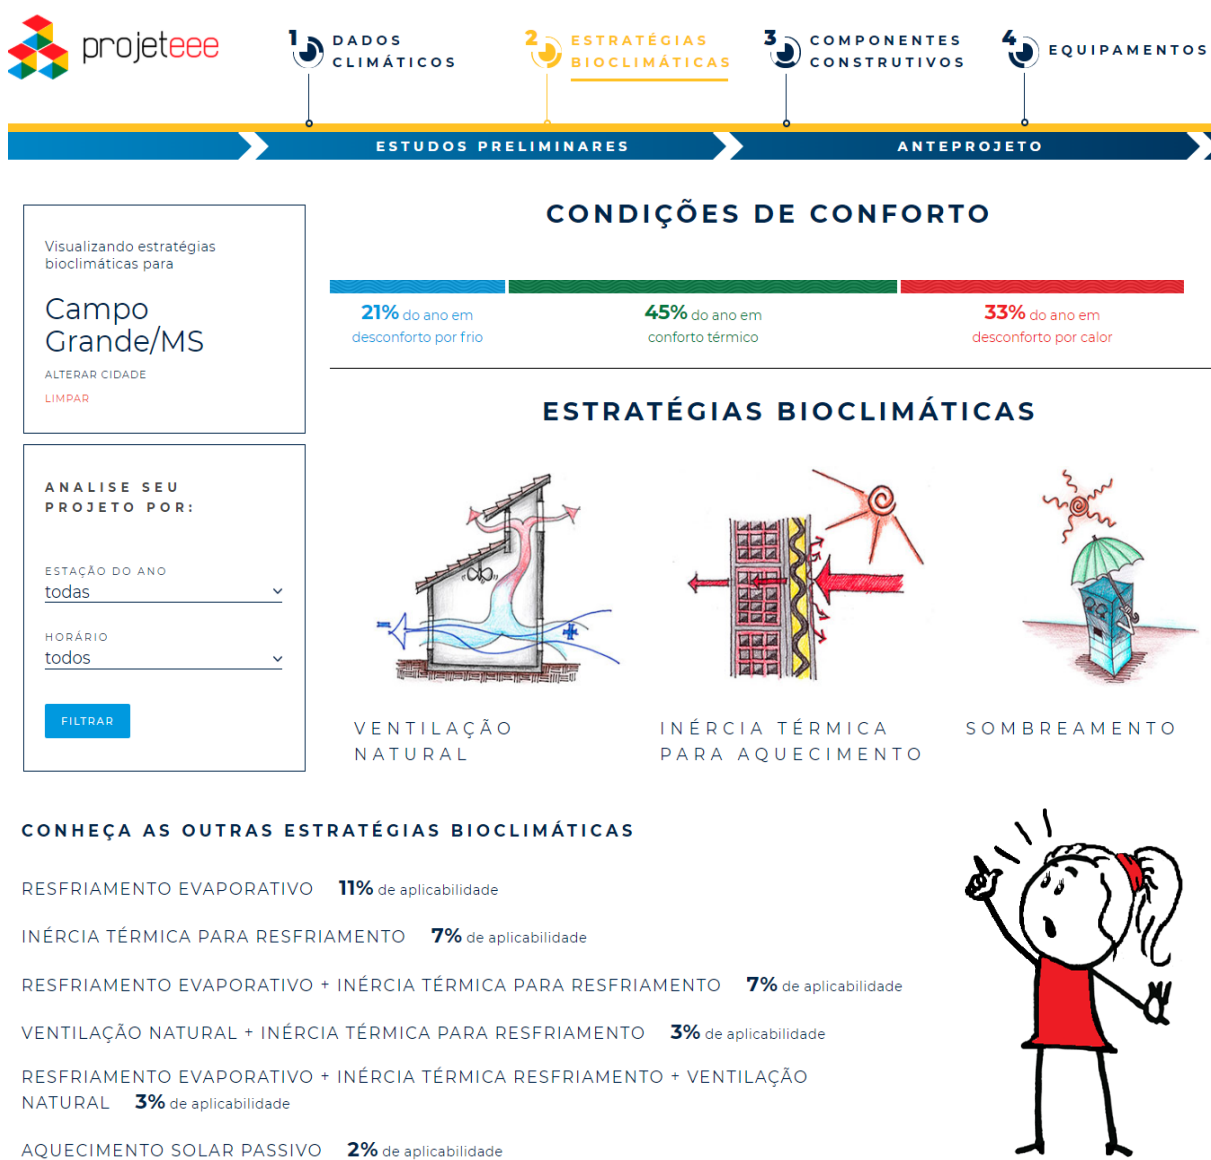 projeteee
1 DADOS
CLIMÁTICOS
2 ESTRATÉGIAS
BIOCLIMÁTICAS
3 COMPONENTES
CONSTRUTIVOS
4 EQUIPAMENTOS
ESTUDOS PRELIMINARES
ANTEPROJETO
Visualizando estratégias
bioclimáticas para
Campo
Grande/MS
ALTERAR CIDADE
LIMPAR
ANALISE SEU
PROJETO POR:
ESTAÇÃO DO ANO
todas
HORÁRIO
todos
FILTRAR
CONDIÇÕES DE CONFORTO
21% do ano em
desconforto por frio
45% do ano em
conforto térmico
33% do ano em
desconforto por calor
ESTRATÉGIAS BIOCLIMÁTICAS
VENTILAÇÃO
NATURAL
INÉRCIA TÉRMICA
PARA AQUECIMENTO
SOMBREAMENTO
CONHEÇA AS OUTRAS ESTRATÉGIAS BIOCLIMÁTICAS
RESFRIAMENTO EVAPORATIVO 11% de aplicabilidade
INÉRCIA TÉRMICA PARA RESFRIAMENTO 7% de aplicabilidade
RESFRIAMENTO EVAPORATIVO + INÉRCIA TÉRMICA PARA RESFRIAMENTO 7% de aplicabilidade
VENTILAÇÃO NATURAL + INÉRCIA TÉRMICA PARA RESFRIAMENTO 3% de aplicabilidade
RESFRIAMENTO EVAPORATIVO + INÉRCIA TÉRMICA RESFRIAMENTO + VENTILAÇÃO
NATURAL 3% de aplicabilidade
AQUECIMENTO SOLAR PASSIVO 2% de aplicabilidade